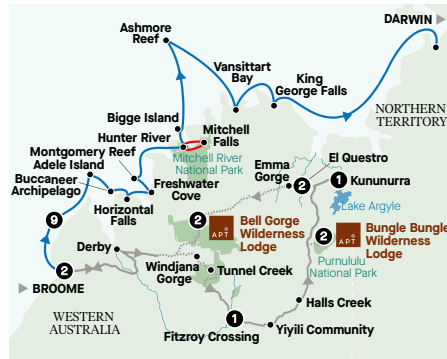 DARWIN
Ashmore
Reef
Vansittart
Bay
King
George Falls
NORTHERN
TERRITORY
Bigge Island
Hunter River
Mitchell
Falls
Mitchell River
National Park
Montgomery Reef
Adele Island
Buccaneer
Archipelago
Horizontal
Falls
Freshwater
Cove
Emma
Gorge
2
El Questro
1
Kununurra
Lake Argyle
9
2
APT
Bell Gorge
Wilderness
Lodge
2
APT
Bungle Bungle
Wilderness
Lodge
Purnululu
National Park
Derby
2
BROOME
Windjana
Gorge
Tunnel Creek
Halls Creek
WESTERN
AUSTRALIA
1
Fitzroy Crossing
Yiyili Community